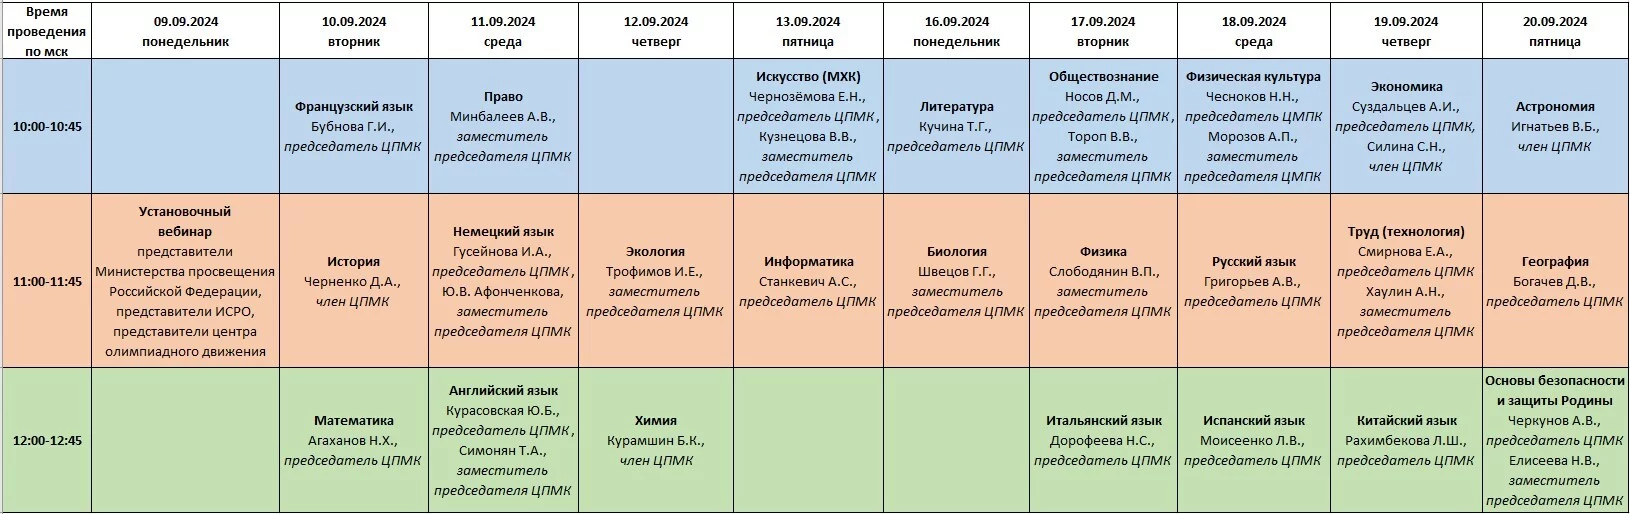 Время
проведения
по мск
09.09.2024
понедельник
10.09.2024
вторник
11.09.2024
среда
12.09.2024
четверг
13.09.2024
пятница
16.09.2024
понедельник
17.09.2024
вторник
18.09.2024
среда
19.09.2024
четверг
20.09.2024
пятница
10:00-10:45
Французский язык
Бубнова Г.И.,
председатель ЦПМК
Право
Минбалеев А.В.,
заместитель
председателя ЦПМК
Искусство (МХК)
Чернозёмова Е.Н.,
председатель ЦПМК ,
Кузнецова В.В.,
заместитель
председателя ЦПМК
Литература
Кучина Т.Г.,
председатель ЦПМК
Обществознание
Носов Д.М.,
председатель ЦПМК ,
Тороп В.В.,
заместитель
председателя ЦПМК
Физическая культура
Чесноков Н.Н.,
председатель ЦМПК
Морозов А.П.,
заместитель
председателя ЦМПК
Экономика
Суздальцев А.И.,
председатель ЦПМК,
Силина С.Н.,
член ЦПМК
Астрономия
Игнатьев В.Б.,
член ЦПМК
11:00-11:45
Установочный
вебинар
представители
Министерства просвещения
Российской Федерации,
представители ИСРО,
представители центра
олимпиадного движения
История
Черненко Д.А.,
член ЦПМК
Немецкий язык
Гусейнова И.А.,
председатель ЦПМК ,
Ю.В. Афонченкова,
заместитель
председателя ЦПМК
Экология
Трофимов И.Е.,
заместитель
председателя ЦПМК
Информатика
Станкевич А.С.,
председатель ЦПМК
Биология
Швецов Г.Г.,
заместитель
председателя ЦПМК
Физика
Слободянин В.П.,
заместитель
председателя ЦПМК
Русский язык
Григорьев А.В.,
председатель ЦПМК
Труд (технология)
Смирнова Е.А.,
председатель ЦПМК
Хаулин А.Н.,
заместитель
председателя ЦПМК
География
Богачев Д.В.,
председатель ЦПМК
12:00-12:45
Математика
Агаханов Н.Х.,
председатель ЦПМК
Английский язык
Курасовская Ю.Б.,
председатель ЦПМК ,
Симонян Т.А.,
заместитель
председателя ЦПМК
Химия
Курамшин Б.К.,
член ЦПМК
Итальянский язык
Дорофеева Н.С.,
председатель ЦПМК
Испанский язык
Моисеенко Л.В.,
председатель ЦПМК
Китайский язык
Рахимбекова Л.Ш.,
председатель ЦПМК
Основы безопасности
и защиты Родины
Черкунов А.В.,
председатель ЦПМК
Елисеева Н.В.,
заместитель
председателя ЦПМК